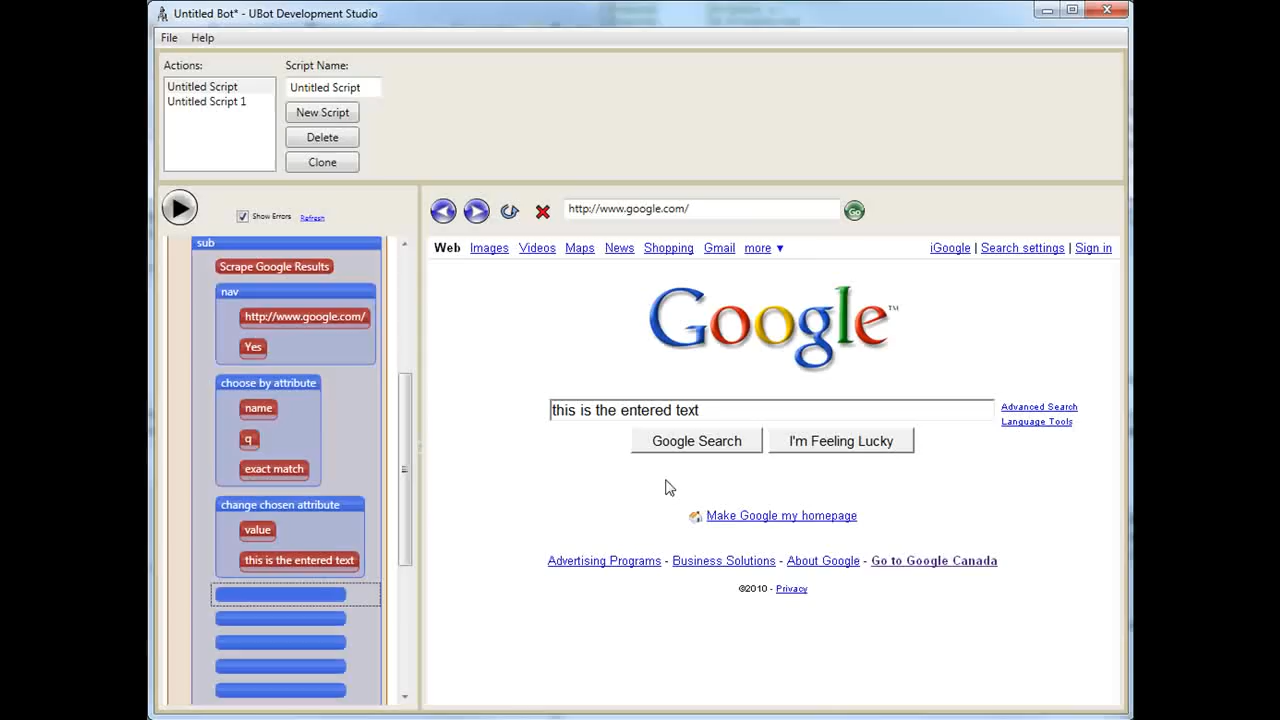 Untitled Bot* - UBot Development Studio
File Help
Actions:
Untitled Script
Untitled Script 1
Script Name:
Untitled Script
New Script
Delete
Clone
Show Errors Refresh
http://www.google.com/ Go
sub
Scrape Google Results
nav
http://www.google.com/
Yes
choose by attribute
name
q
exact match
change chosen attribute
value
this is the entered text
Web Images Videos Maps News Shopping Gmail more ▼ iGoogle | Search settings | Sign in
Google™
this is the entered text
Advanced Search
Language Tools
Google Search I'm Feeling Lucky
Make Google my homepage
Advertising Programs - Business Solutions - About Google - Go to Google Canada
©2010 - Privacy